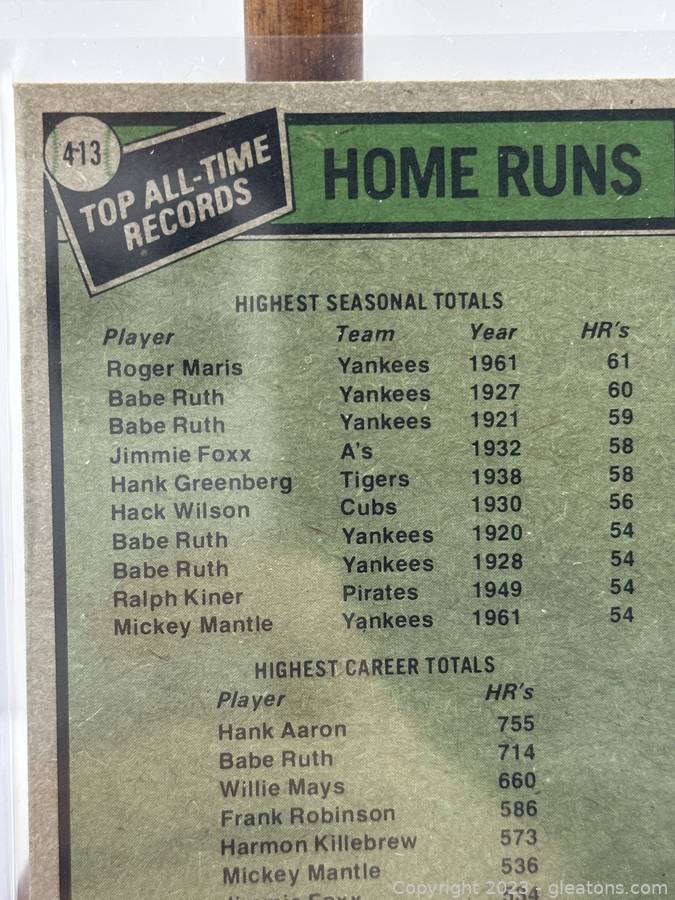 413
TOP ALL-TIME
RECORDS
HOME RUNS
HIGHEST SEASONAL TOTALS
Player Team Year HR's
Roger Maris Yankees 1961 61
Babe Ruth Yankees 1927 60
Babe Ruth Yankees 1921 59
Jimmie Foxx A's 1932 58
Hank Greenberg Tigers 1938 58
Hack Wilson Cubs 1930 56
Babe Ruth Yankees 1920 54
Babe Ruth Yankees 1928 54
Ralph Kiner Pirates 1949 54
Mickey Mantle Yankees 1961 54
HIGHEST CAREER TOTALS
Player HR's
Hank Aaron 755
Babe Ruth 714
Willie Mays 660
Frank Robinson 586
Harmon Killebrew 573
Mickey Mantle 536
Jimmie Foxx 534
Copyright 2023 - gleatons.com